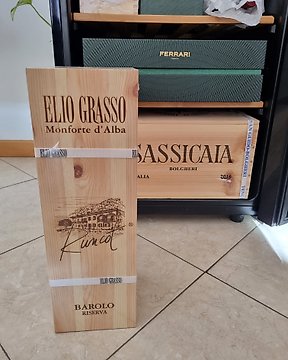 ELIO GRASSO
Monforte d'Alba
ELIO GRASSO
Runcot
ELIO GRASSO
BAROLO
RISERVA
FERRARI
SASSICAIA
BOLGHERI